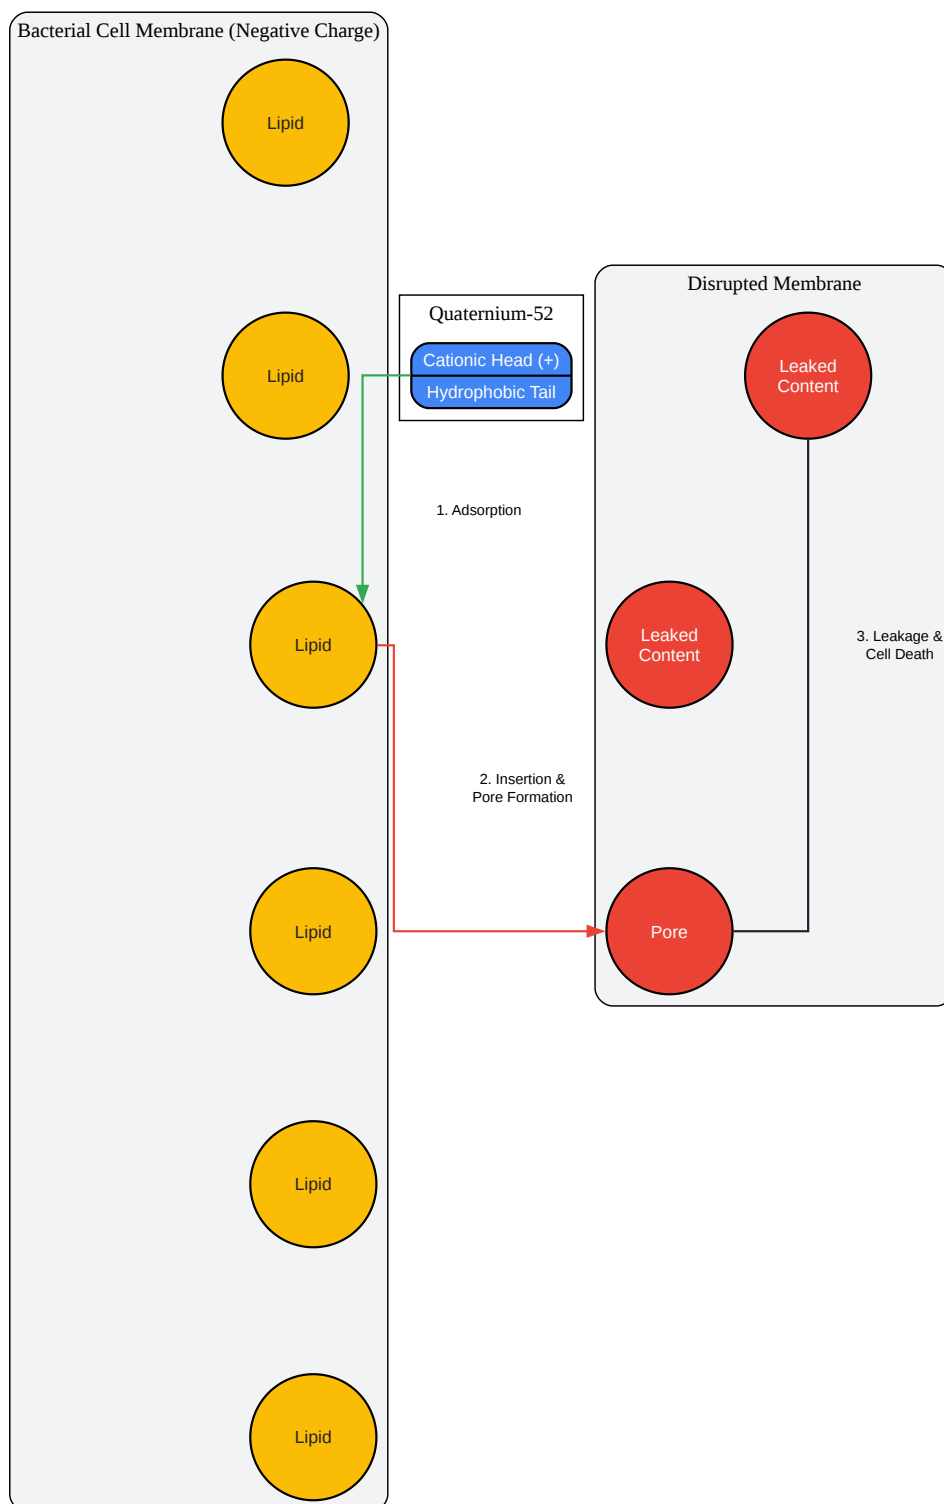 Bacterial Cell Membrane (Negative Charge)
Lipid
Lipid
Lipid
Lipid
Lipid
Lipid
Quaternium-52
Cationic Head (+)
Hydrophobic Tail
1. Adsorption
2. Insertion &
Pore Formation
Disrupted Membrane
Leaked
Content
Leaked
Content
3. Leakage &
Cell Death
Pore